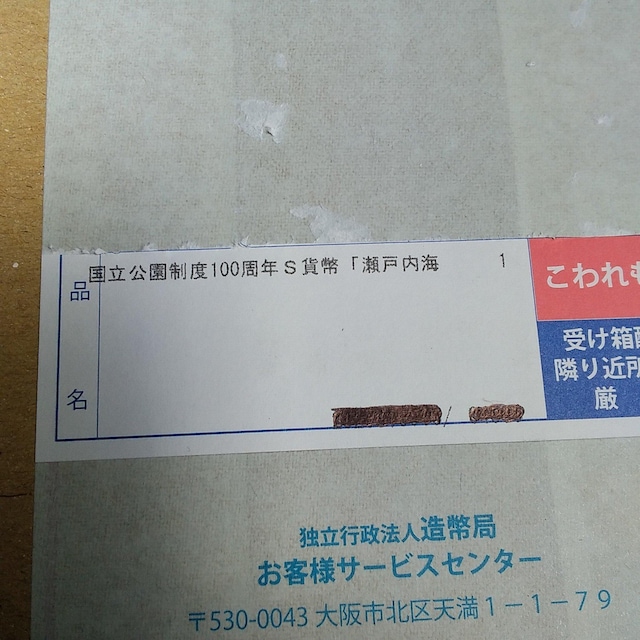 国立公園制度100周年S貨幣「瀬戸内海 1
品
名
こわれも
受け箱配
隣り近所
厳
独立行政法人造幣局
お客様サービスセンター
〒530-0043 大阪市北区天満1-1-79